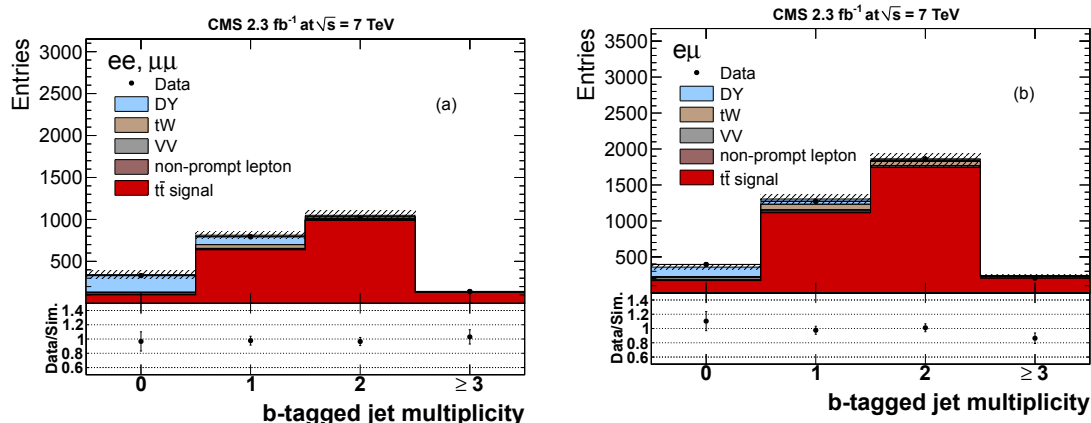 CMS 2.3 fb⁻¹ at √s = 7 TeV
Entries
3000
2500
2000
1500
1000
500
ee, μμ
Data
DY
tW
VV
non-prompt lepton
tt̄ signal
(a)
Data/Sim.
1.4
1.2
1
0.8
0.6
0 1 2 ≥ 3
b-tagged jet multiplicity
CMS 2.3 fb⁻¹ at √s = 7 TeV
Entries
3500
3000
2500
2000
1500
1000
500
eμ
Data
DY
tW
VV
non-prompt lepton
tt̄ signal
(b)
Data/Sim.
1.4
1.2
1
0.8
0.6
0 1 2 ≥ 3
b-tagged jet multiplicity